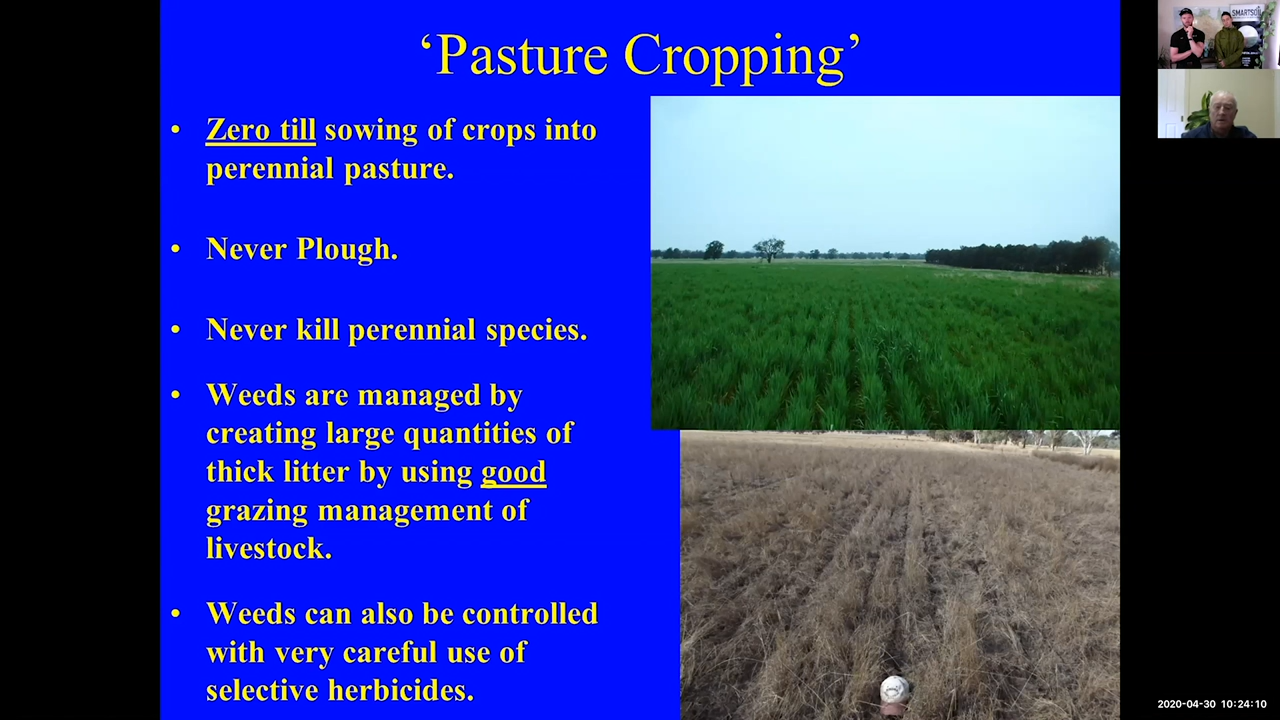 ‘Pasture Cropping’
• Zero till sowing of crops into
perennial pasture.
• Never Plough.
• Never kill perennial species.
• Weeds are managed by
creating large quantities of
thick litter by using good
grazing management of
livestock.
• Weeds can also be controlled
with very careful use of
selective herbicides.
SMARTSOIL
2020-04-30 10:24:10